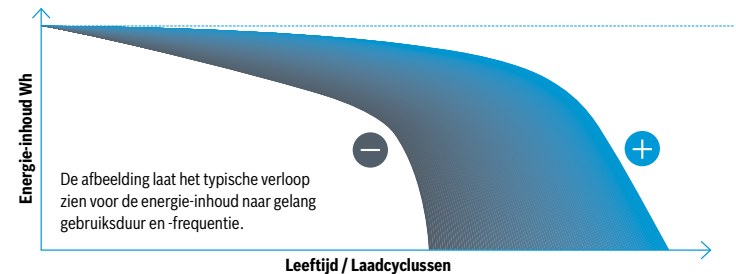 Energie-inhoud Wh
De afbeelding laat het typische verloop
zien voor de energie-inhoud naar gelang
gebruiksduur en -frequentie.
Leeftijd / Laadcyclussen